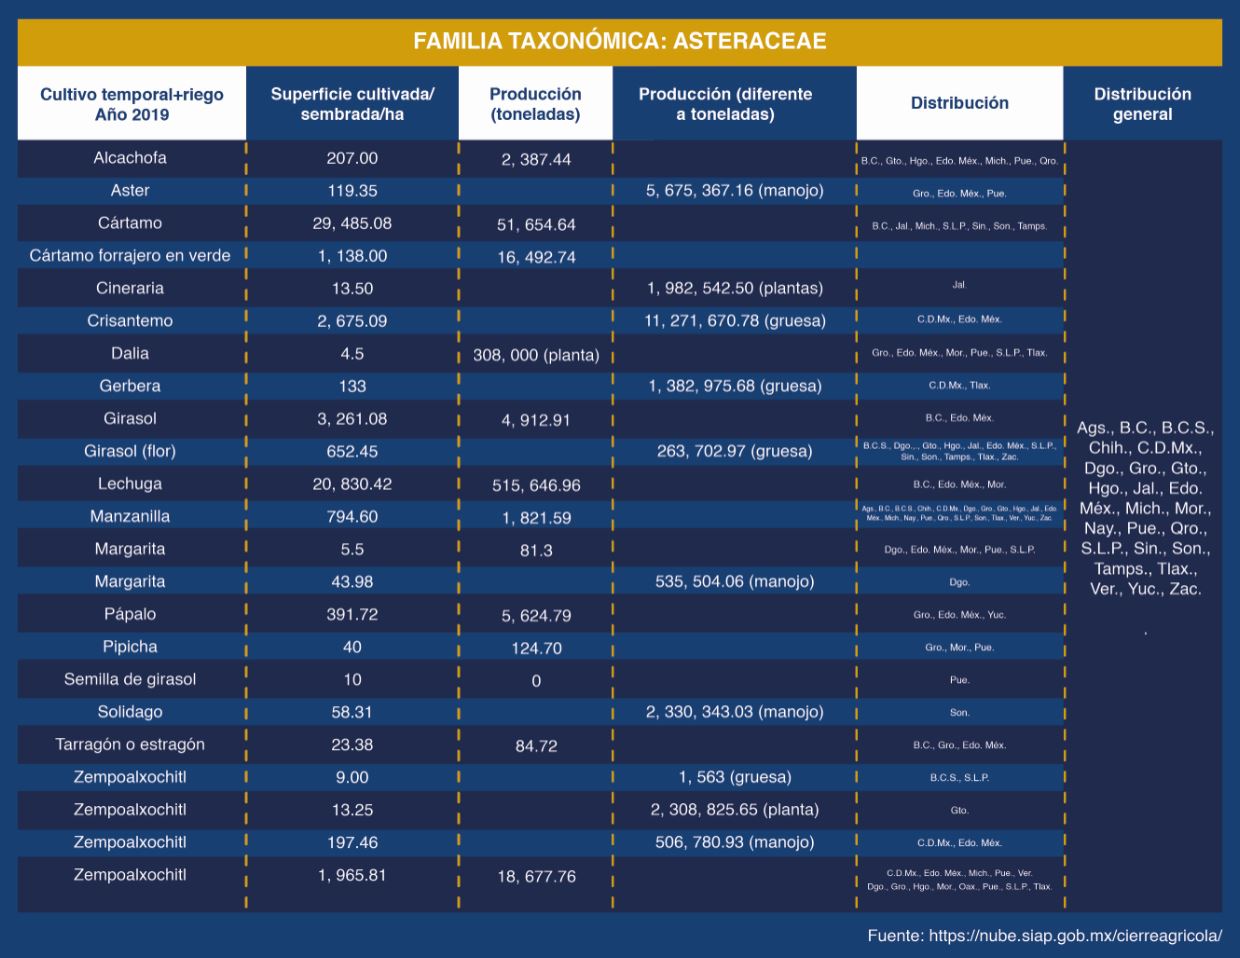 FAMILIA TAXONÓMICA: ASTERACEAE
Cultivo temporal+riego
Año 2019
Superficie cultivada/
sembrada/ha
Producción
(toneladas)
Producción (diferente
a toneladas)
Distribución
Distribución
general
Alcachofa 207.00 2, 387.44 B.C., Gto., Hgo., Edo. Méx., Mich., Pue., Qro.
Aster 119.35 5, 675, 367.16 (manojo) Gro., Edo. Méx., Pue.
Cártamo 29, 485.08 51, 654.64 B.C., Jal., Mich., S.L.P., Sin., Son., Tamps.
Cártamo forrajero en verde 1, 138.00 16, 492.74
Cineraria 13.50 1, 982, 542.50 (plantas) Jal.
Crisantemo 2, 675.09 11, 271, 670.78 (gruesa) C.D.Mx., Edo. Méx.
Dalia 4.5 308, 000 (planta) Gro., Edo. Méx., Mor., Pue., S.L.P., Tlax.
Gerbera 133 1, 382, 975.68 (gruesa) C.D.Mx., Tlax.
Girasol 3, 261.08 4, 912.91 B.C., Edo. Méx.
Girasol (flor) 652.45 263, 702.97 (gruesa) B.C.S., Dgo.,., Gto., Hgo., Jal., Edo. Méx., S.L.P.,
Sin., Son., Tamps., Tlax., Zac.
Lechuga 20, 830.42 515, 646.96 B.C., Edo. Méx., Mor.
Manzanilla 794.60 1, 821.59 Ags., B.C., B.C.S., Chih., C.D.Mx., Dgo., Gro., Gto., Hgo., Jal., Edo.
Méx., Mich., Nay., Pue., Qro., S.L.P., Son., Tlax., Ver., Yuc., Zac.
Margarita 5.5 81.3 Dgo., Edo. Méx., Mor., Pue., S.L.P.
Margarita 43.98 535, 504.06 (manojo) Dgo.
Pápalo 391.72 5, 624.79 Gro., Edo. Méx., Yuc.
Pipicha 40 124.70 Gro., Mor., Pue.
Semilla de girasol 10 0 Pue.
Solidago 58.31 2, 330, 343.03 (manojo) Son.
Tarragón o estragón 23.38 84.72 B.C., Gro., Edo. Méx.
Zempoalxochitl 9.00 1, 563 (gruesa) B.C.S., S.L.P.
Zempoalxochitl 13.25 2, 308, 825.65 (planta) Gto.
Zempoalxochitl 197.46 506, 780.93 (manojo) C.D.Mx., Edo. Méx.
Zempoalxochitl 1, 965.81 18, 677.76 C.D.Mx., Edo. Méx., Mich., Pue., Ver.
Dgo., Gro., Hgo., Mor., Oax., Pue., S.L.P., Tlax.
Ags., B.C., B.C.S.,
Chih., C.D.Mx.,
Dgo., Gro., Gto.,
Hgo., Jal., Edo.
Méx., Mich., Mor.,
Nay., Pue., Qro.,
S.L.P., Sin., Son.,
Tamps., Tlax.,
Ver., Yuc., Zac.
.
Fuente: https://nube.siap.gob.mx/cierreagricola/